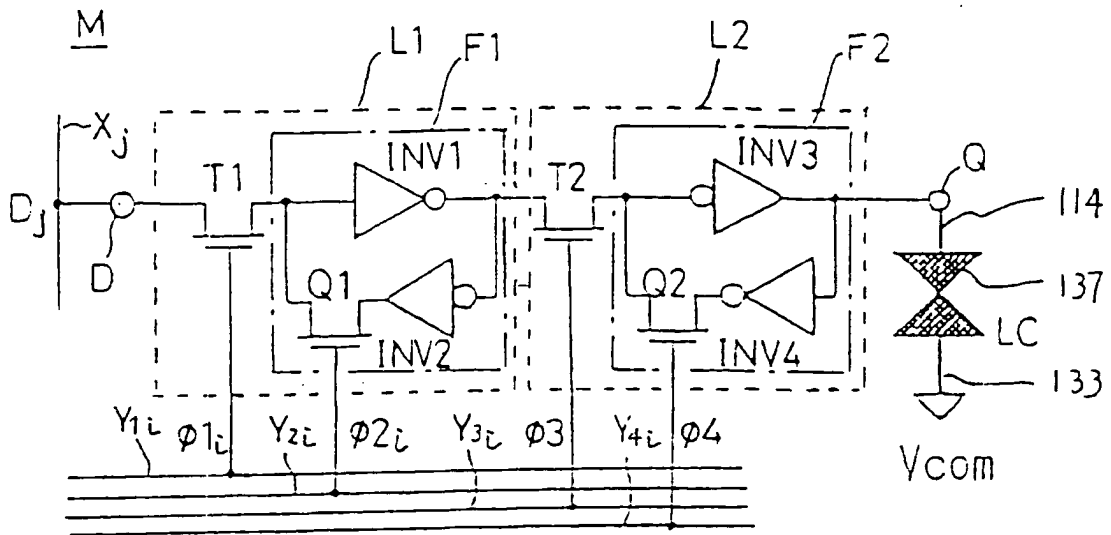 M
L1
F1
L2
F2
Xj
T1
INV1
T2
INV3
Q
Dj
D
114
Q1
Q2
137
LC
INV2
INV4
133
Y1i
φ1i
Y2i
φ2i
Y3i
φ3
Y4i
φ4
Vcom